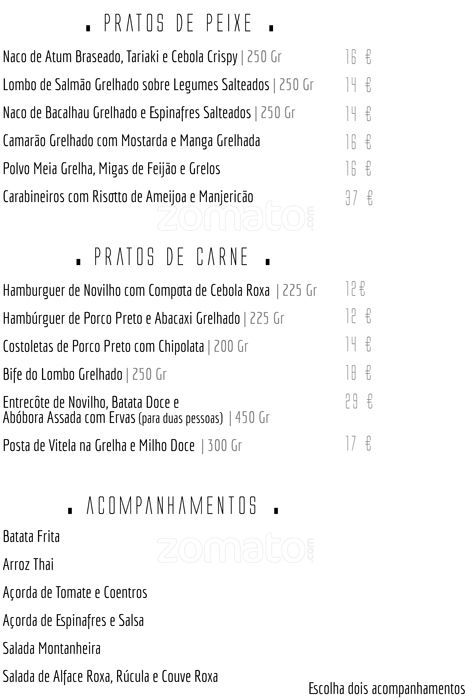 . PRATOS DE PEIXE .
Naco de Atum Braseado, Tariaki e Cebola Crispy | 250 Gr 16 €
Lombo de Salmão Grelhado sobre Legumes Salteados | 250 Gr 14 €
Naco de Bacalhau Grelhado e Espinafres Salteados | 250 Gr 14 €
Camarão Grelhado com Mostarda e Manga Grelhada 16 €
Polvo Meia Grelha, Migas de Feijão e Grelos 16 €
Carabineiros com Risotto de Ameijoa e Manjericão 37 €
zomato.com
. PRATOS DE CARNE .
Hamburguer de Novilho com Compota de Cebola Roxa | 225 Gr 12€
Hambúrguer de Porco Preto e Abacaxi Grelhado | 225 Gr 12 €
Costoletas de Porco Preto com Chipolata | 200 Gr 14 €
Bife do Lombo Grelhado | 250 Gr 18 €
Entrecôte de Novilho, Batata Doce e 29 €
Abóbora Assada com Ervas (para duas pessoas) | 450 Gr
Posta de Vitela na Grelha e Milho Doce | 300 Gr 17 €
. ACOMPANHAMENTOS .
Batata Frita
zomato.com
Arroz Thai
Açorda de Tomate e Coentros
Açorda de Espinafres e Salsa
Salada Montanheira
Salada de Alface Roxa, Rúcula e Couve Roxa
Escolha dois acompanhamentos